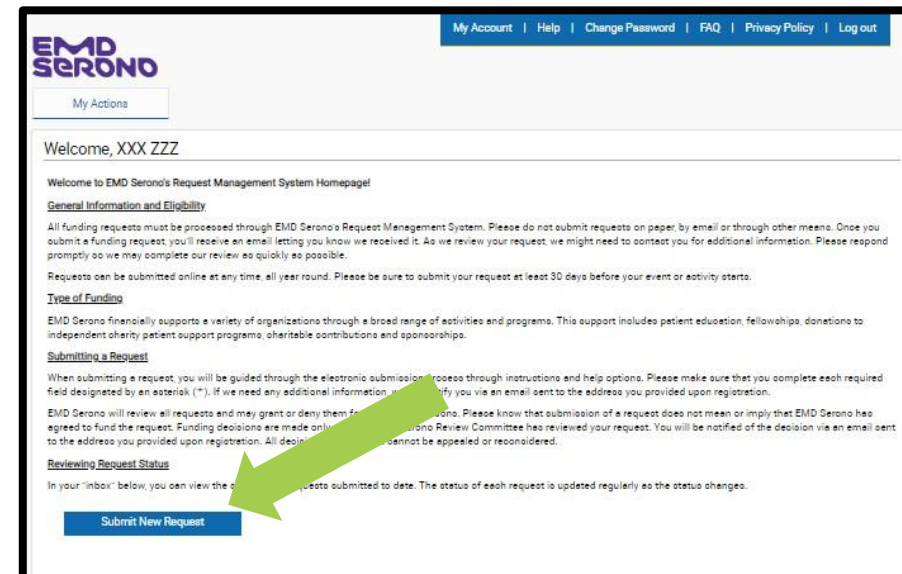 My Account | Help | Change Password | FAQ | Privacy Policy | Log out
EMD
SERONO
My Actions
Welcome, XXX ZZZ
Welcome to EMD Serono's Request Management System Homepage!
General Information and Eligibility
All funding requests must be processed through EMD Serono's Request Management System. Please do not submit requests on paper, by email or through other means. Once you
submit a funding request, you'll receive an email letting you know we received it. As we review your request, we might need to contact you for additional information. Please respond
promptly so we may complete our review as quickly as possible.
Requests can be submitted online at any time, all year round. Please be sure to submit your request at least 30 days before your event or activity starts.
Type of Funding
EMD Serono financially supports a variety of organizations through a broad range of activities and programs. This support includes patient education, fellowships, donations to
independent charity patient support programs, charitable contributions and sponsorships.
Submitting a Request
When submitting a request, you will be guided through the electronic submission process through instructions and help options. Please make sure that you complete each required
field designated by an asterisk (*). If we need any additional information, you via an email sent to the address you provided upon registration.
EMD Serono will review all requests and may grant or deny them Please know that submission of a request does not mean or imply that EMD Serono has
agreed to fund the request. Funding decisions are made only Review Committee has reviewed your request. You will be notified of the decision via an email sent
to the address you provided upon registration. All cannot be appealed or reconsidered.
Reviewing Request Status
In your "inbox" below, you can view the submitted to date. The status of each request is updated regularly as the status changes.
Submit New Request